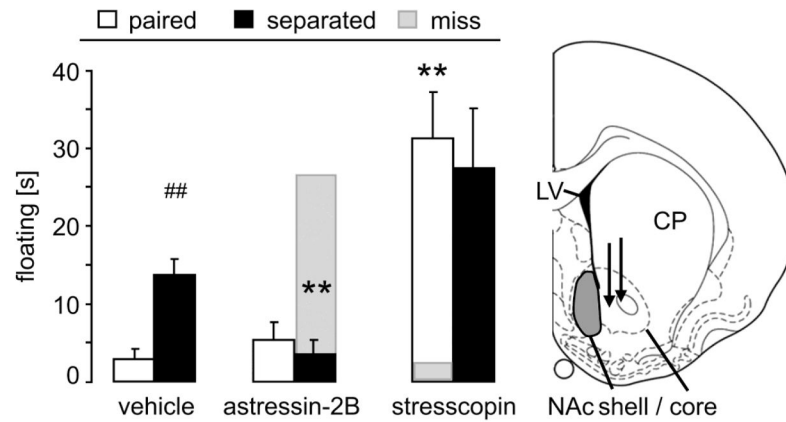 paired separated miss
40
30
20
10
0
floating [s]
##
**
**
vehicle astressin-2B stresscopin
LV
CP
NAc shell / core